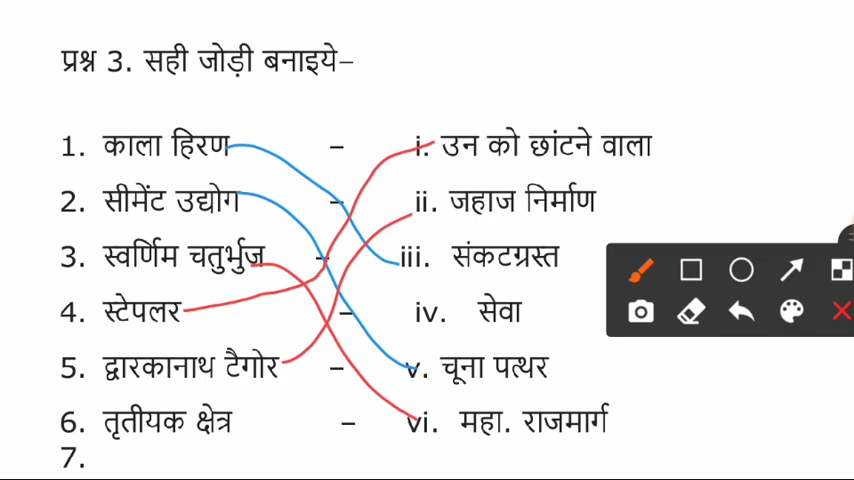 प्रश्न 3. सही जोड़ी बनाइये-
1. काला हिरण - i. उन को छांटने वाला
2. सीमेंट उद्योग - ii. जहाज निर्माण
3. स्वर्णिम चतुर्भुज - iii. संकटग्रस्त
4. स्टेपलर - iv. सेवा
5. द्वारकानाथ टैगोर - v. चूना पत्थर
6. तृतीयक क्षेत्र - vi. महा. राजमार्ग
7.